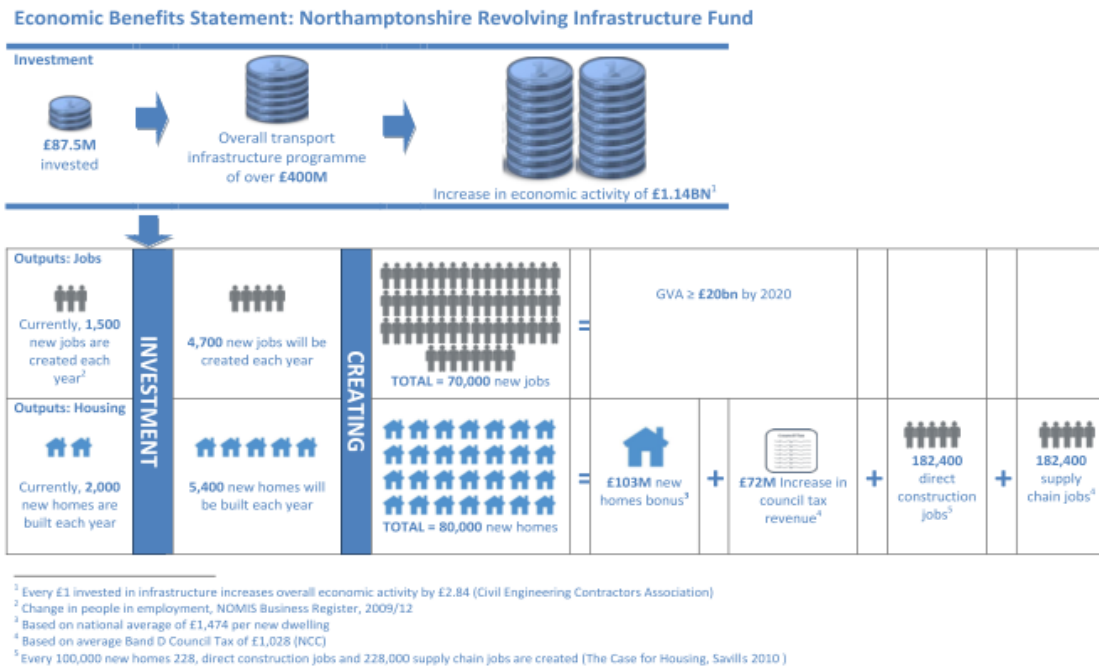 Economic Benefits Statement: Northamptonshire Revolving Infrastructure Fund
Investment
£87.5M
invested
Overall transport
infrastructure programme
of over £400M
Increase in economic activity of £1.14BN1
Outputs: Jobs
Currently, 1,500
new jobs are
created each
year2
INVESTMENT
4,700 new jobs will be
created each year
CREATING
TOTAL = 70,000 new jobs
=
GVA ≥ £20bn by 2020
Outputs: Housing
Currently, 2,000
new homes are
built each year
5,400 new homes will
be built each year
TOTAL = 80,000 new homes
=
£103M new
homes bonus3
+
Council Tax
£72M Increase in
council tax
revenue4
+
182,400
direct
construction
jobs5
+
182,400
supply
chain jobs4
1 Every £1 invested in infrastructure increases overall economic activity by £2.84 (Civil Engineering Contractors Association)
2 Change in people in employment, NOMIS Business Register, 2009/12
3 Based on national average of £1,474 per new dwelling
4 Based on average Band D Council Tax of £1,028 (NCC)
5 Every 100,000 new homes 228, direct construction jobs and 228,000 supply chain jobs are created (The Case for Housing, Savills 2010 )